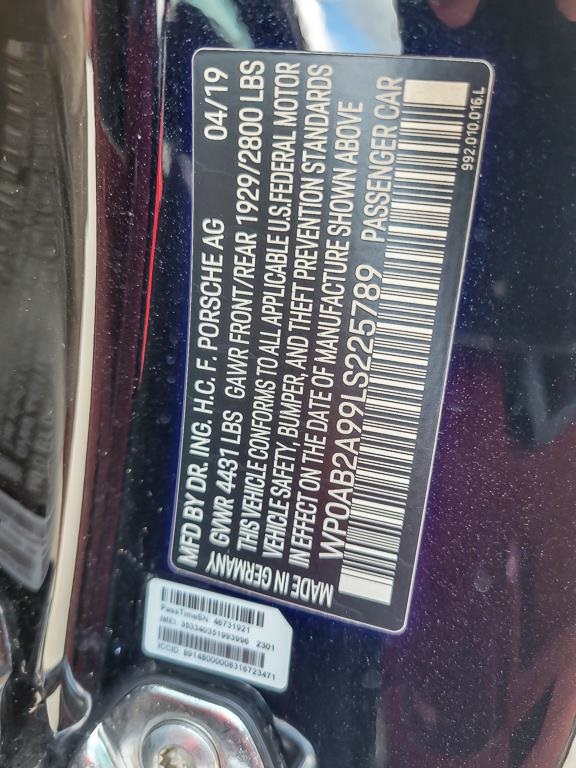 MFD BY DR. ING. H.C. F. PORSCHE AG 04/19
GVWR 4431 LBS GAWR FRONT/REAR 1929/2800 LBS
THIS VEHICLE CONFORMS TO ALL APPLICABLE U.S.FEDERAL MOTOR
VEHICLE SAFETY, BUMPER, AND THEFT PREVENTION STANDARDS
IN EFFECT ON THE DATE OF MANUFACTURE SHOWN ABOVE
WP0AB2A99LS225789 PASSENGER CAR
MADE IN GERMANY
992.010.016.L
PassTimeSN: 46731921
IMEI: 353340351993996 2301
ICCID: 89148000008316723471